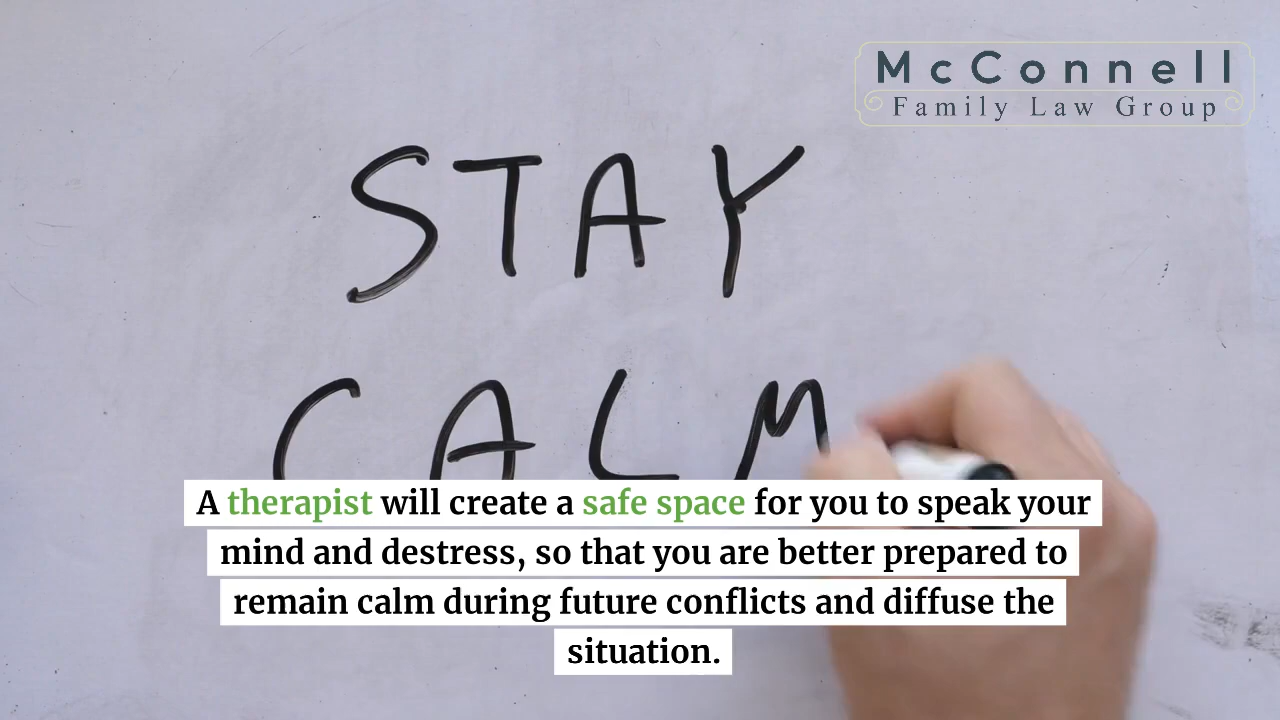 McConnell
Family Law Group
STAY
CALM
A therapist will create a safe space for you to speak your
mind and destress, so that you are better prepared to
remain calm during future conflicts and diffuse the
situation.